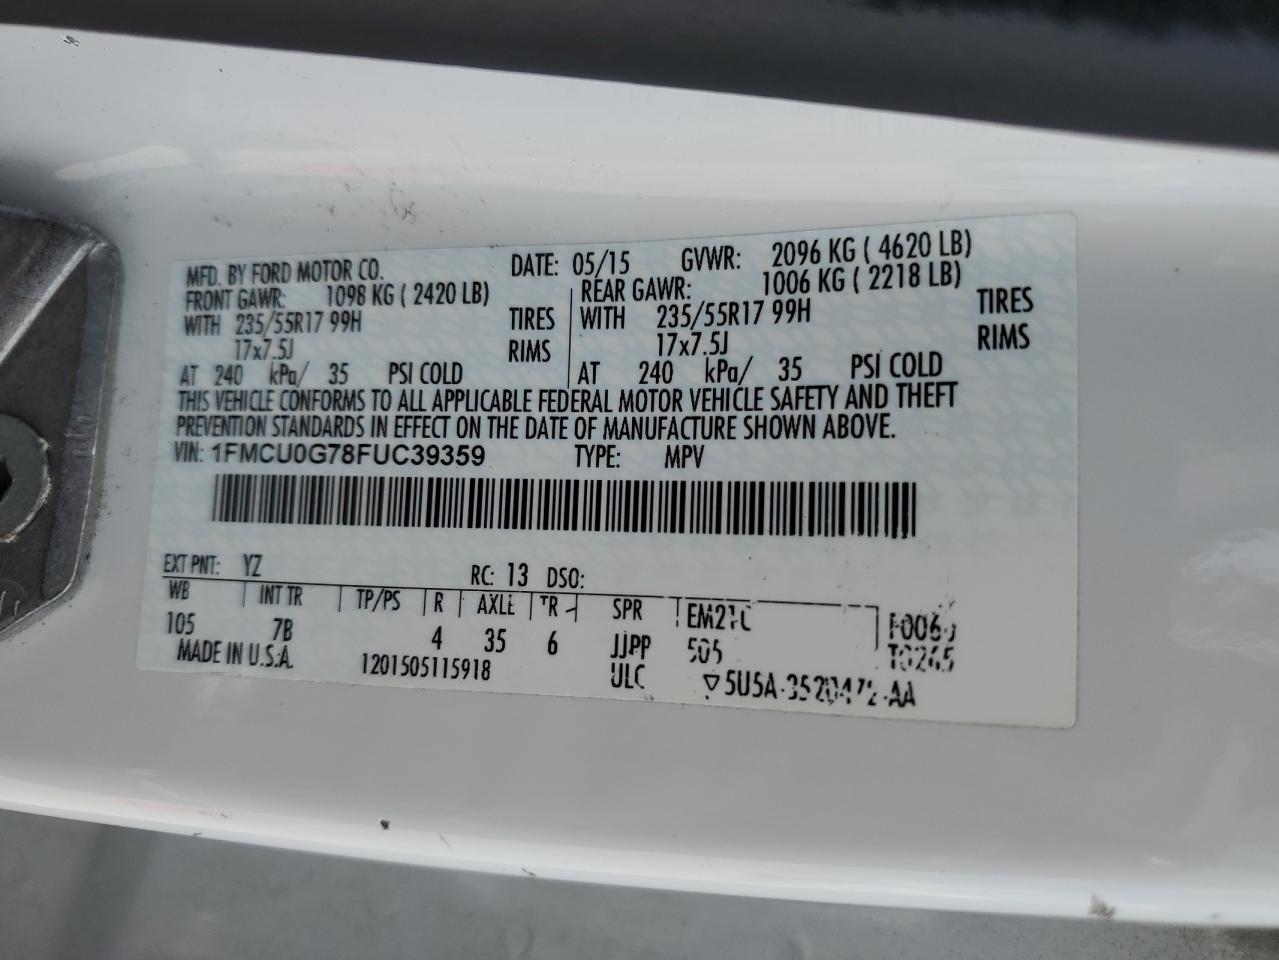 MFD. BY FORD MOTOR CO. DATE: 05/15 GVWR: 2096 KG ( 4620 LB)
FRONT GAWR: 1098 KG ( 2420 LB) REAR GAWR: 1006 KG ( 2218 LB)
WITH 235/55R17 99H TIRES WITH 235/55R17 99H TIRES
17x7.5J RIMS 17x7.5J RIMS
AT 240 kPa/ 35 PSI COLD AT 240 kPa/ 35 PSI COLD
THIS VEHICLE CONFORMS TO ALL APPLICABLE FEDERAL MOTOR VEHICLE SAFETY AND THEFT
PREVENTION STANDARDS IN EFFECT ON THE DATE OF MANUFACTURE SHOWN ABOVE.
VIN: 1FMCU0G78FUC39359 TYPE: MPV
EXT PNT: YZ RC: 13 DSO:
WB INT TR TP/PS R AXLE TR SPR
105 7B 4 35 6 JJPP 505
MADE IN U.S.A. 1201505115918 ULC